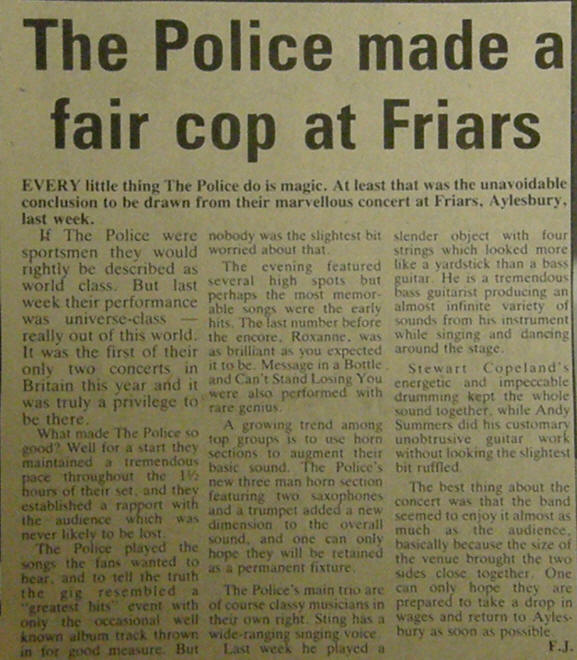 The Police made a
fair cop at Friars
EVERY little thing The Police do is magic. At least that was the unavoidable
conclusion to be drawn from their marvellous concert at Friars, Aylesbury,
last week.
If The Police were
sportsmen they would
rightly be described as
world class. But last
week their performance
was universe-class —
really out of this world.
It was the first of their
only two concerts in
Britain this year and it
was truly a privilege to
be there.
What made The Police so
good? Well for a start they
maintained a tremendous
pace throughout the 1½
hours of their set, and they
established a rapport with
the audience which was
never likely to be lost.
The Police played the
songs the fans wanted to
hear, and to tell the truth
the gig resembled a
"greatest hits" event with
only the occasional well
known album track thrown
in for good measure. But
nobody was the slightest bit
worried about that.
The evening featured
several high spots but
perhaps the most memor-
able songs were the early
hits. The last number before
the encore, Roxanne, was
as brilliant as you expected
it to be. Message in a Bottle
and Can't Stand Losing You
were also performed with
rare genius.
A growing trend among
top groups is to use horn
sections to augment their
basic sound. The Police's
new three man horn section
featuring two saxophones
and a trumpet added a new
dimension to the overall
sound, and one can only
hope they will be retained
as a permanent fixture.
The Police's main trio are
of course classy musicians in
their own right. Sting has a
wide-ranging singing voice.
Last week he played a
slender object with four
strings which looked more
like a yardstick than a bass
guitar. He is a tremendous
bass guitarist producing an
almost infinite variety of
sounds from his instrument
while singing and dancing
around the stage.
Stewart Copeland's
energetic and impeccable
drumming kept the whole
sound together, while Andy
Summers did his customary
unobtrusive guitar work
without looking the slightest
bit ruffled.
The best thing about the
concert was that the band
seemed to enjoy it almost as
much as the audience,
basically because the size of
the venue brought the two
sides close together. One
can only hope they are
prepared to take a drop in
wages and return to Ayles-
bury as soon as possible.
F.J.